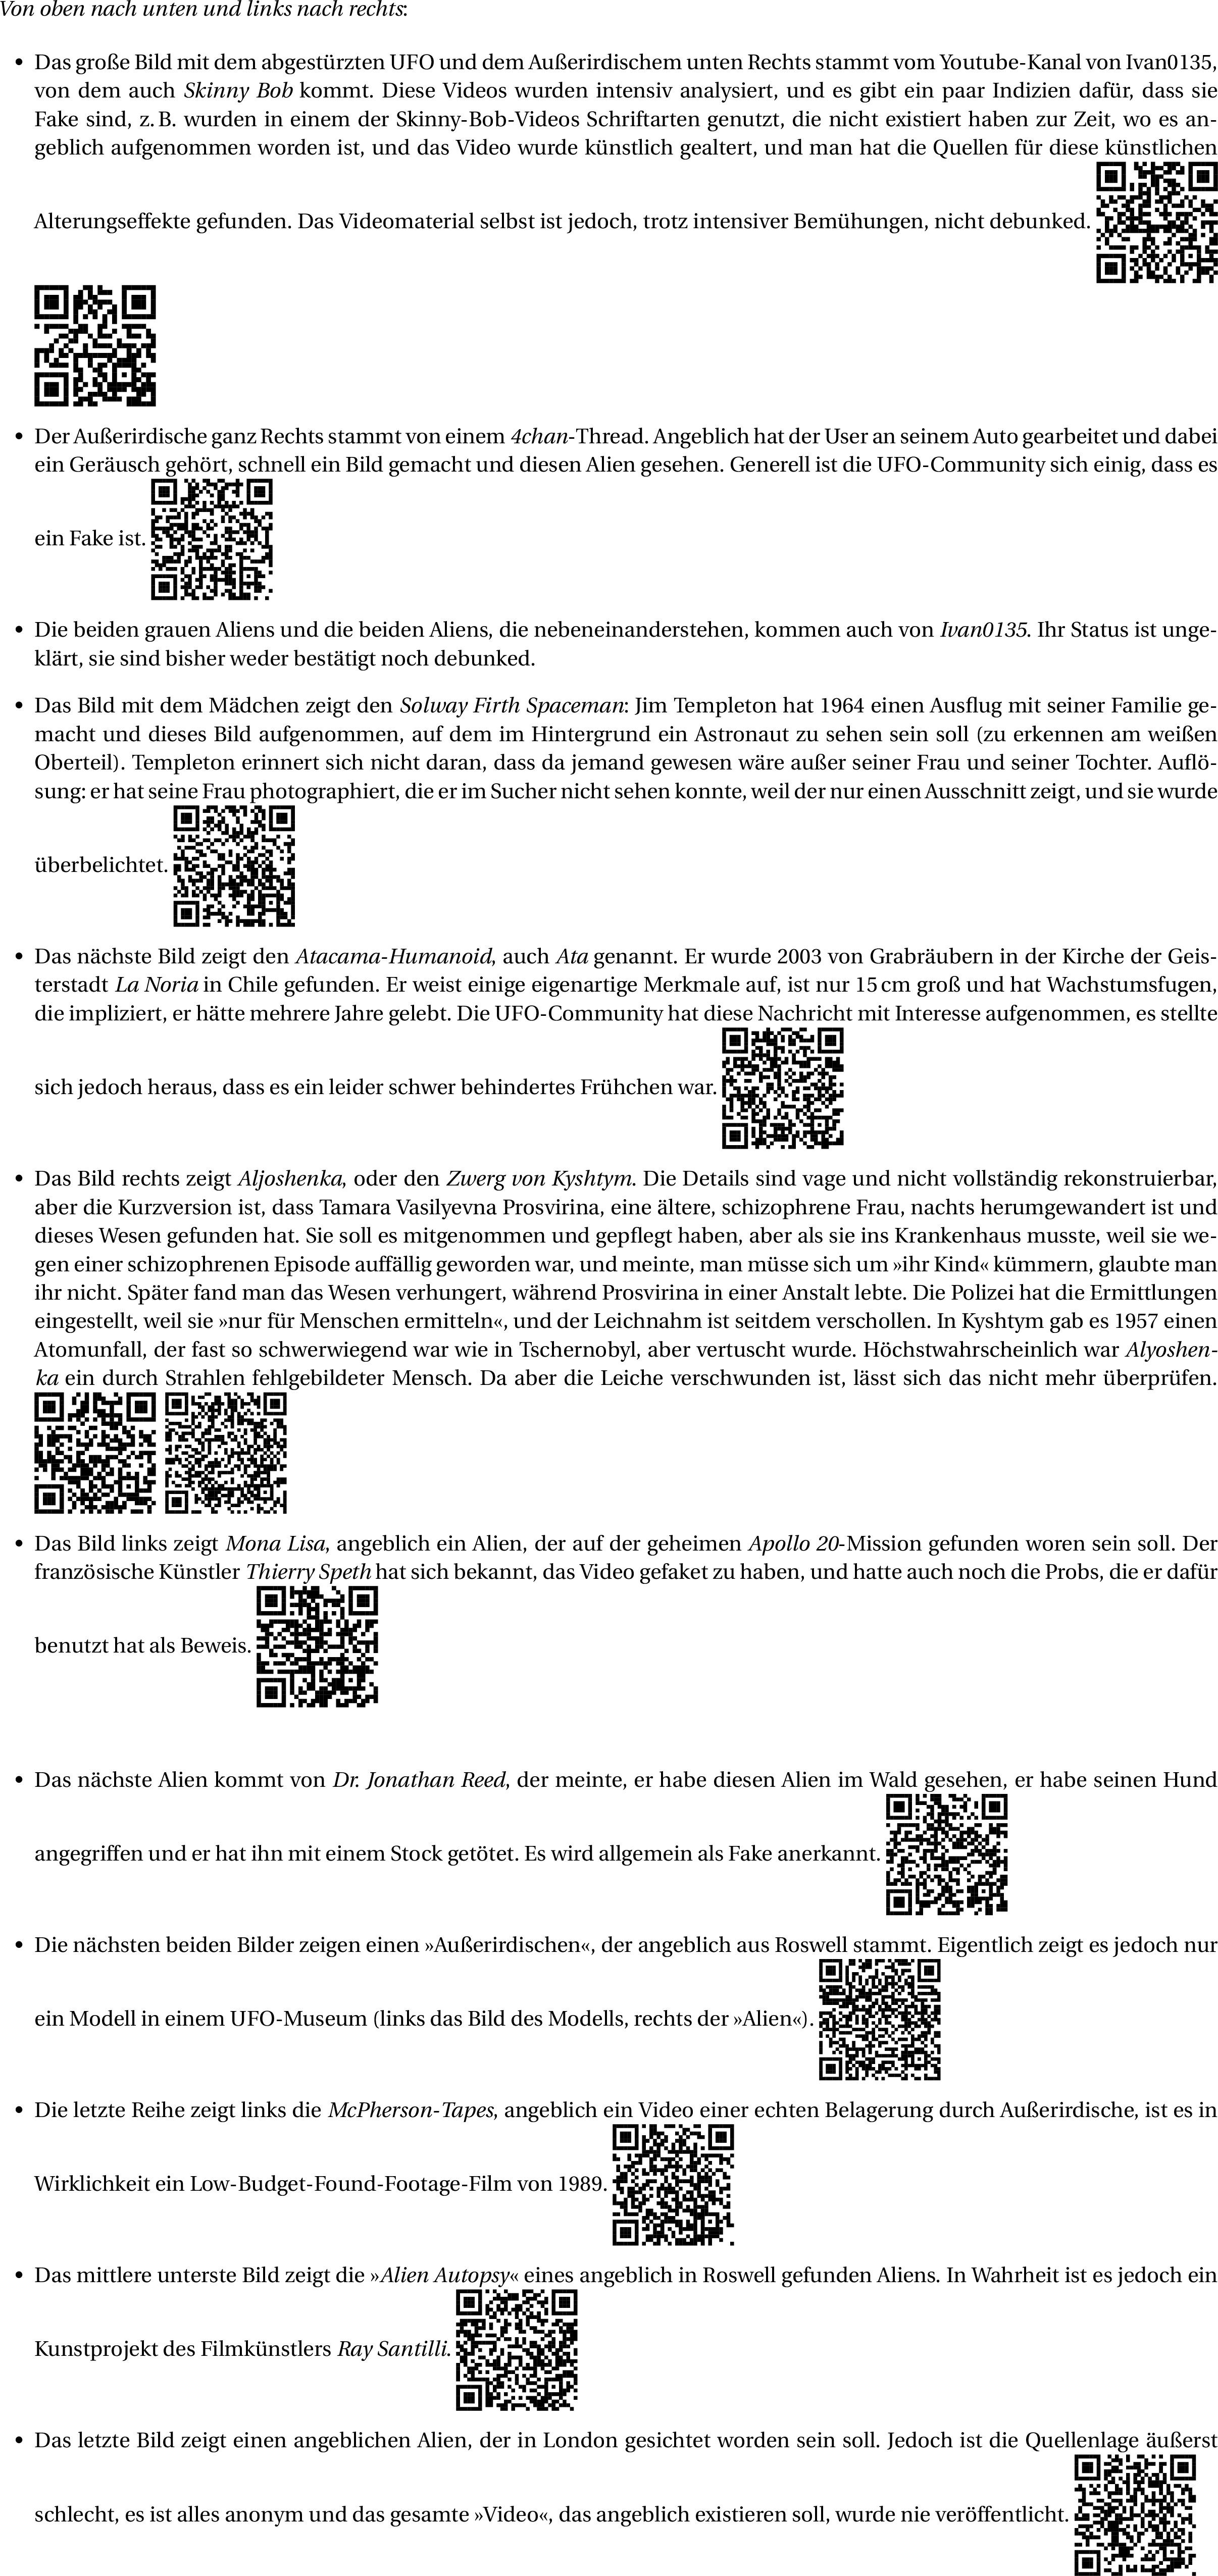 Von oben nach unten und links nach rechts:
• Das große Bild mit dem abgestürzten UFO und dem Außerirdischem unten Rechts stammt vom Youtube-Kanal von Ivan0135,
von dem auch Skinny Bob kommt. Diese Videos wurden intensiv analysiert, und es gibt ein paar Indizien dafür, dass sie
Fake sind, z. B. wurden in einem der Skinny-Bob-Videos Schriftarten genutzt, die nicht existiert haben zur Zeit, wo es an-
geblich aufgenommen worden ist, und das Video wurde künstlich gealtert, und man hat die Quellen für diese künstlichen
Alterungseffekte gefunden. Das Videomaterial selbst ist jedoch, trotz intensiver Bemühungen, nicht debunked.
• Der Außerirdische ganz Rechts stammt von einem 4chan-Thread. Angeblich hat der User an seinem Auto gearbeitet und dabei
ein Geräusch gehört, schnell ein Bild gemacht und diesen Alien gesehen. Generell ist die UFO-Community sich einig, dass es
ein Fake ist.
• Die beiden grauen Aliens und die beiden Aliens, die nebeneinanderstehen, kommen auch von Ivan0135. Ihr Status ist unge-
klärt, sie sind bisher weder bestätigt noch debunked.
• Das Bild mit dem Mädchen zeigt den Solway Firth Spaceman: Jim Templeton hat 1964 einen Ausflug mit seiner Familie ge-
macht und dieses Bild aufgenommen, auf dem im Hintergrund ein Astronaut zu sehen sein soll (zu erkennen am weißen
Oberteil). Templeton erinnert sich nicht daran, dass da jemand gewesen wäre außer seiner Frau und seiner Tochter. Auflö-
sung: er hat seine Frau photographiert, die er im Sucher nicht sehen konnte, weil der nur einen Ausschnitt zeigt, und sie wurde
überbelichtet.
• Das nächste Bild zeigt den Atacama-Humanoid, auch Ata genannt. Er wurde 2003 von Grabräubern in der Kirche der Geis-
terstadt La Noria in Chile gefunden. Er weist einige eigenartige Merkmale auf, ist nur 15 cm groß und hat Wachstumsfugen,
die impliziert, er hätte mehrere Jahre gelebt. Die UFO-Community hat diese Nachricht mit Interesse aufgenommen, es stellte
sich jedoch heraus, dass es ein leider schwer behindertes Frühchen war.
• Das Bild rechts zeigt Aljoshenka, oder den Zwerg von Kyshtym. Die Details sind vage und nicht vollständig rekonstruierbar,
aber die Kurzversion ist, dass Tamara Vasilyevna Prosvirina, eine ältere, schizophrene Frau, nachts herumgewandert ist und
dieses Wesen gefunden hat. Sie soll es mitgenommen und gepflegt haben, aber als sie ins Krankenhaus musste, weil sie we-
gen einer schizophrenen Episode auffällig geworden war, und meinte, man müsse sich um »ihr Kind« kümmern, glaubte man
ihr nicht. Später fand man das Wesen verhungert, während Prosvirina in einer Anstalt lebte. Die Polizei hat die Ermittlungen
eingestellt, weil sie »nur für Menschen ermitteln«, und der Leichnahm ist seitdem verschollen. In Kyshtym gab es 1957 einen
Atomunfall, der fast so schwerwiegend war wie in Tschernobyl, aber vertuscht wurde. Höchstwahrscheinlich war Alyoshen-
ka ein durch Strahlen fehlgebildeter Mensch. Da aber die Leiche verschwunden ist, lässt sich das nicht mehr überprüfen.
• Das Bild links zeigt Mona Lisa, angeblich ein Alien, der auf der geheimen Apollo 20-Mission gefunden woren sein soll. Der
französische Künstler Thierry Speth hat sich bekannt, das Video gefaket zu haben, und hatte auch noch die Probs, die er dafür
benutzt hat als Beweis.
• Das nächste Alien kommt von Dr. Jonathan Reed, der meinte, er habe diesen Alien im Wald gesehen, er habe seinen Hund
angegriffen und er hat ihn mit einem Stock getötet. Es wird allgemein als Fake anerkannt.
• Die nächsten beiden Bilder zeigen einen »Außerirdischen«, der angeblich aus Roswell stammt. Eigentlich zeigt es jedoch nur
ein Modell in einem UFO-Museum (links das Bild des Modells, rechts der »Alien«).
• Die letzte Reihe zeigt links die McPherson-Tapes, angeblich ein Video einer echten Belagerung durch Außerirdische, ist es in
Wirklichkeit ein Low-Budget-Found-Footage-Film von 1989.
• Das mittlere unterste Bild zeigt die »Alien Autopsy« eines angeblich in Roswell gefunden Aliens. In Wahrheit ist es jedoch ein
Kunstprojekt des Filmkünstlers Ray Santilli.
• Das letzte Bild zeigt einen angeblichen Alien, der in London gesichtet worden sein soll. Jedoch ist die Quellenlage äußerst
schlecht, es ist alles anonym und das gesamte »Video«, das angeblich existieren soll, wurde nie veröffentlicht.